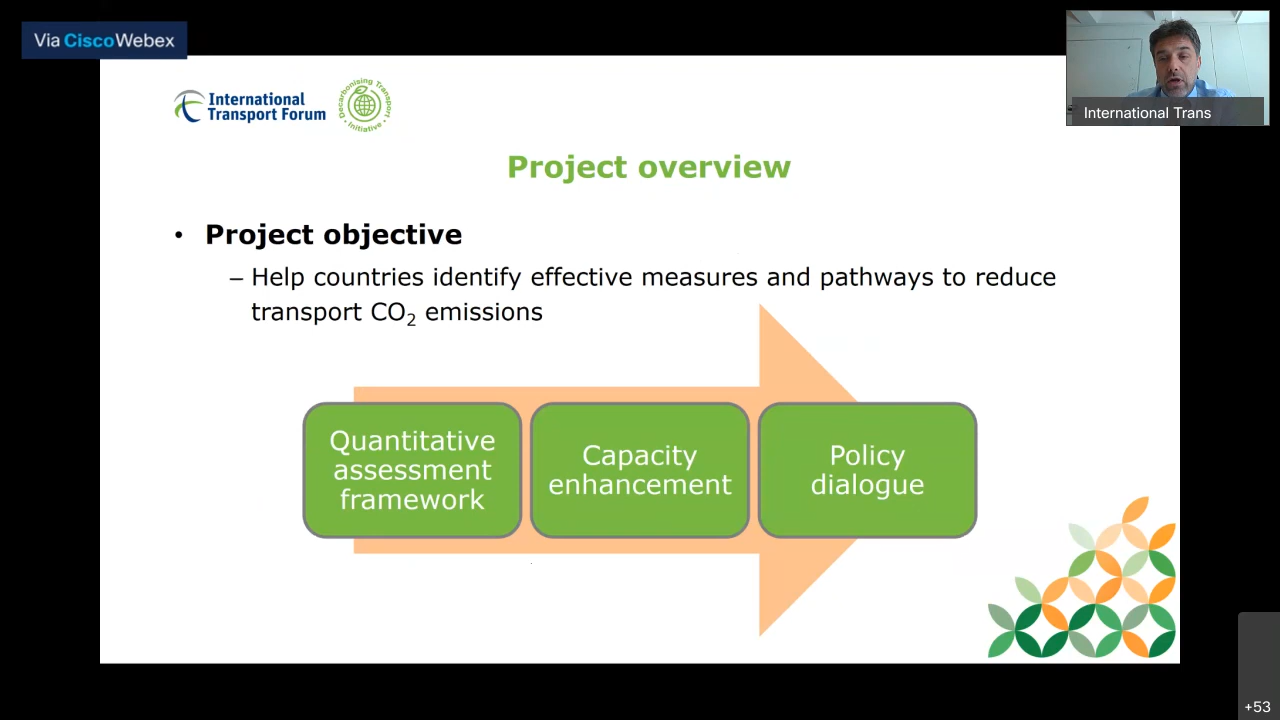 Via CiscoWebex
International Trans
International
Transport Forum
Decarbonising Transport
Initiative
Project overview
• Project objective
– Help countries identify effective measures and pathways to reduce
transport CO₂ emissions
Quantitative
assessment
framework
Capacity
enhancement
Policy
dialogue
+53